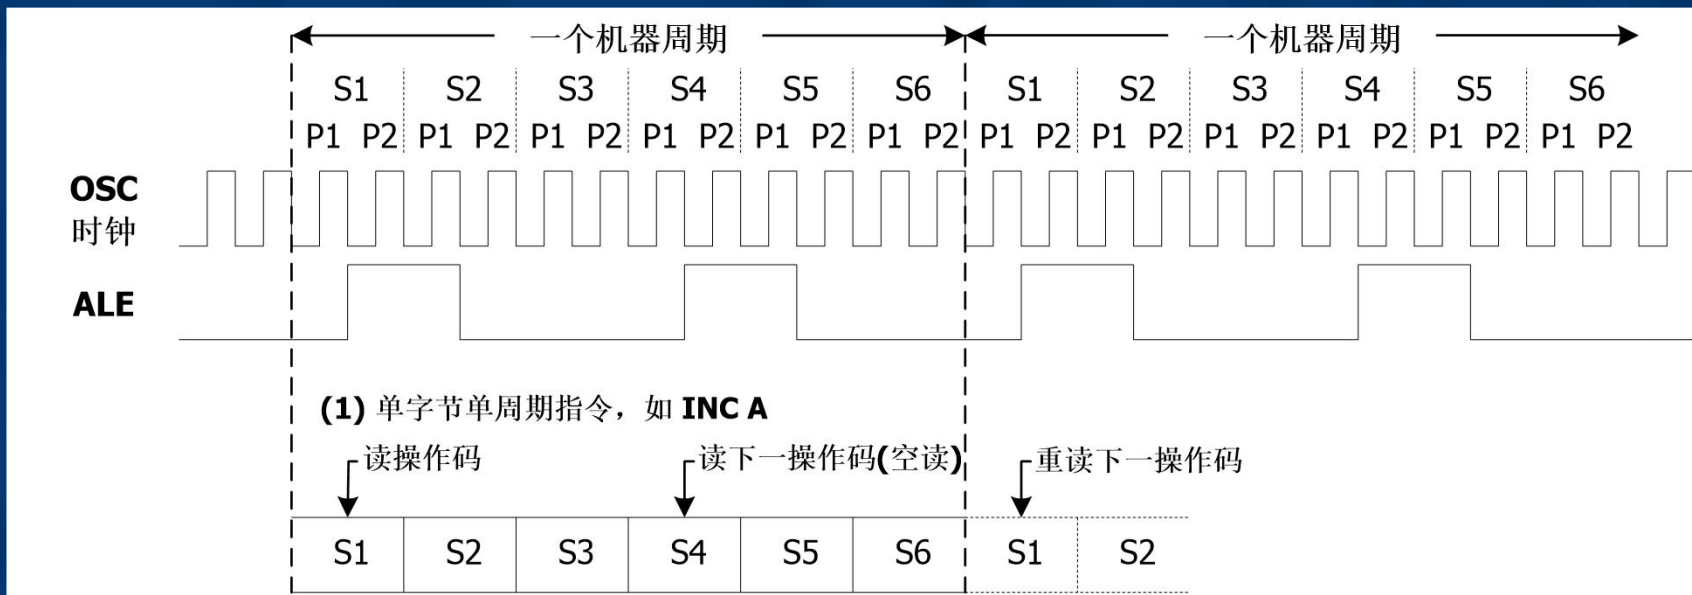 一个机器周期 一个机器周期
S1 S2 S3 S4 S5 S6 S1 S2 S3 S4 S5 S6
P1 P2 P1 P2 P1 P2 P1 P2 P1 P2 P1 P2 P1 P2 P1 P2 P1 P2 P1 P2 P1 P2 P1 P2
OSC
时钟
ALE
(1) 单字节单周期指令，如 INC A
读操作码 读下一操作码(空读) 重读下一操作码
S1 S2 S3 S4 S5 S6 S1 S2